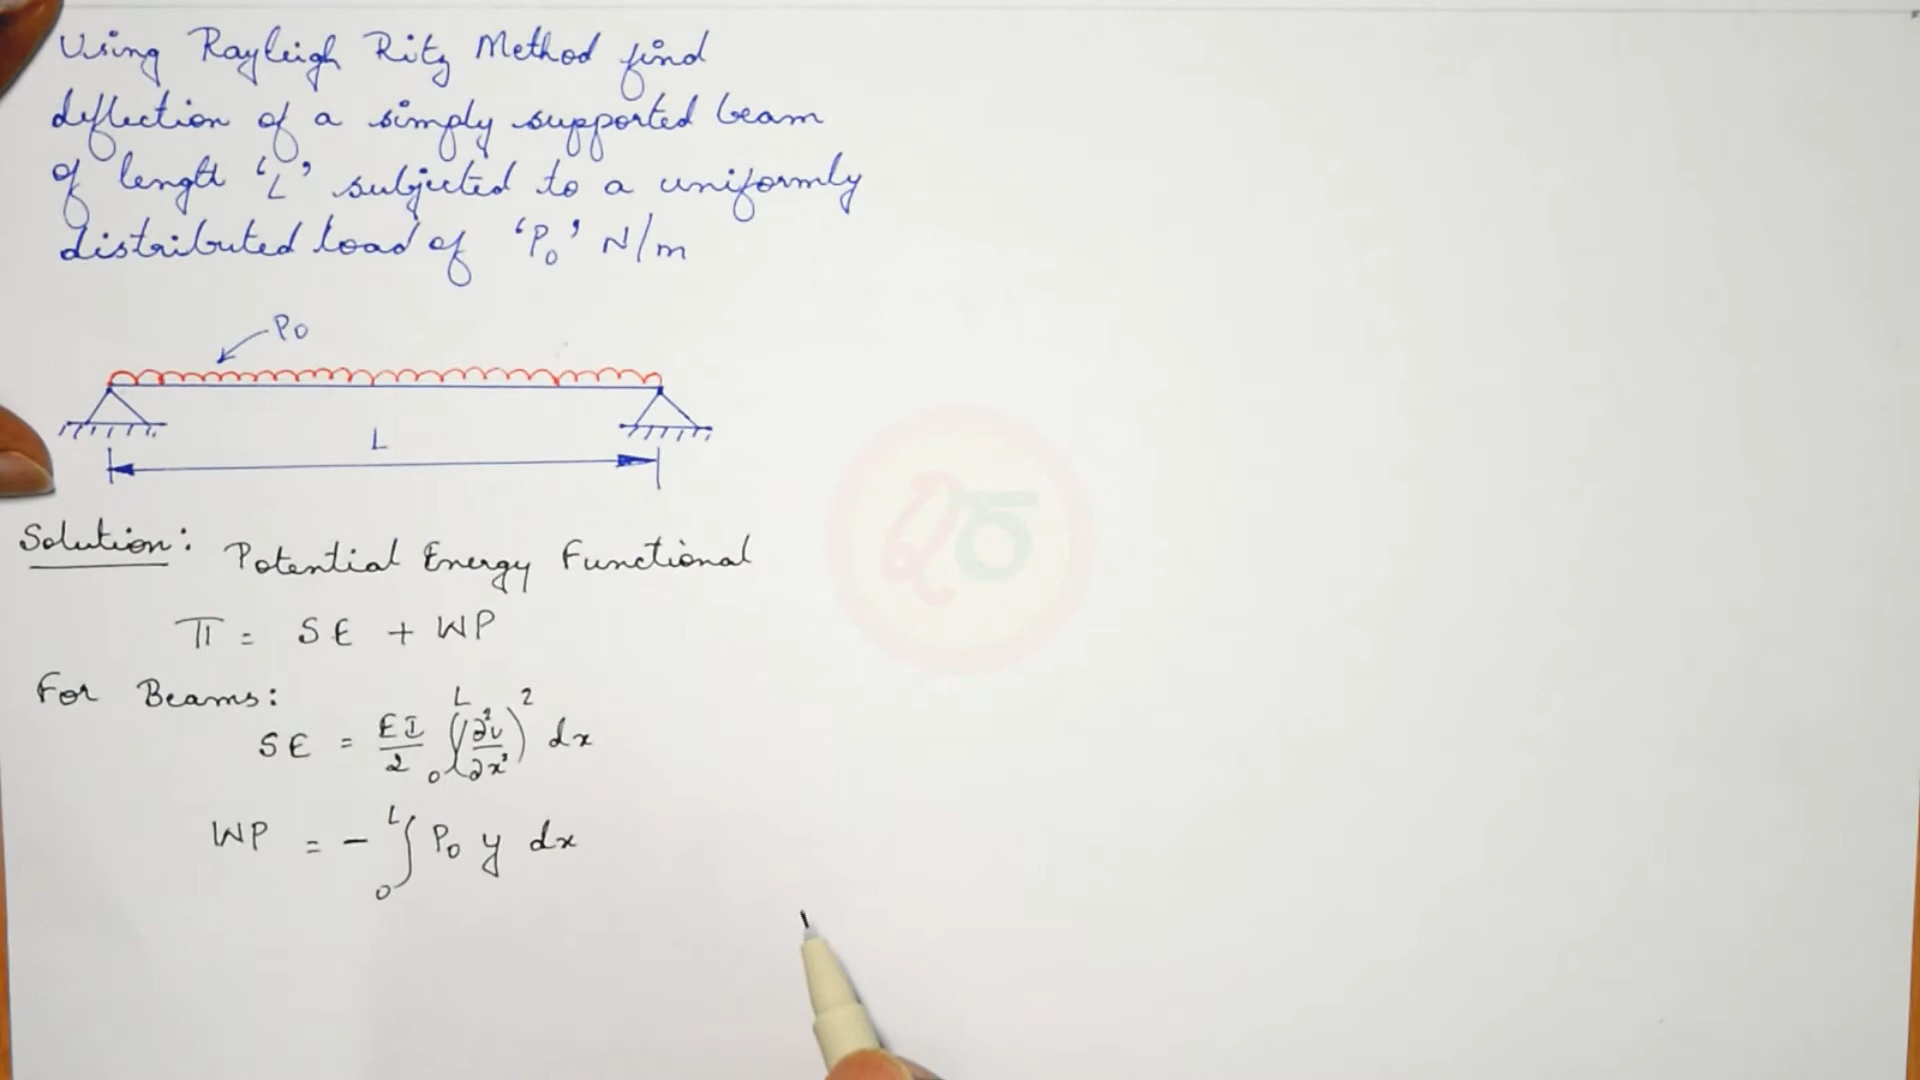 Using Rayleigh Ritz Method find
deflection of a simply supported beam
of length 'L' subjected to a uniformly
distributed load of 'P₀' N/m
P₀
L
Solution: Potential Energy Functional
π = SE + WP
For Beams:
SE = EI/2 ∫₀ᴸ (∂²v/∂x²)² dx
WP = - ∫₀ᴸ P₀ y dx